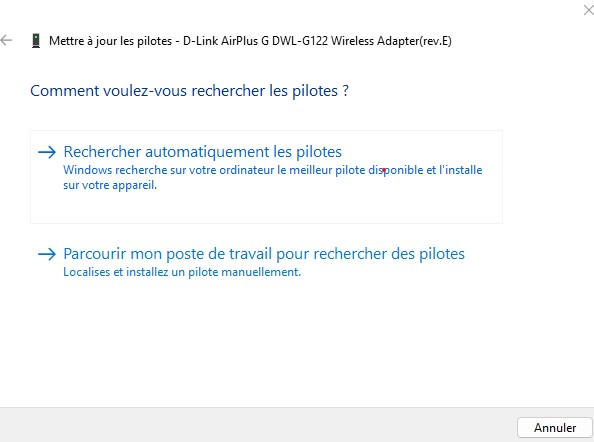 Mettre à jour les pilotes - D-Link AirPlus G DWL-G122 Wireless Adapter(rev.E)
Comment voulez-vous rechercher les pilotes ?
Rechercher automatiquement les pilotes
Windows recherche sur votre ordinateur le meilleur pilote disponible et l'installe
sur votre appareil.
Parcourir mon poste de travail pour rechercher des pilotes
Localises et installez un pilote manuellement.
Annuler